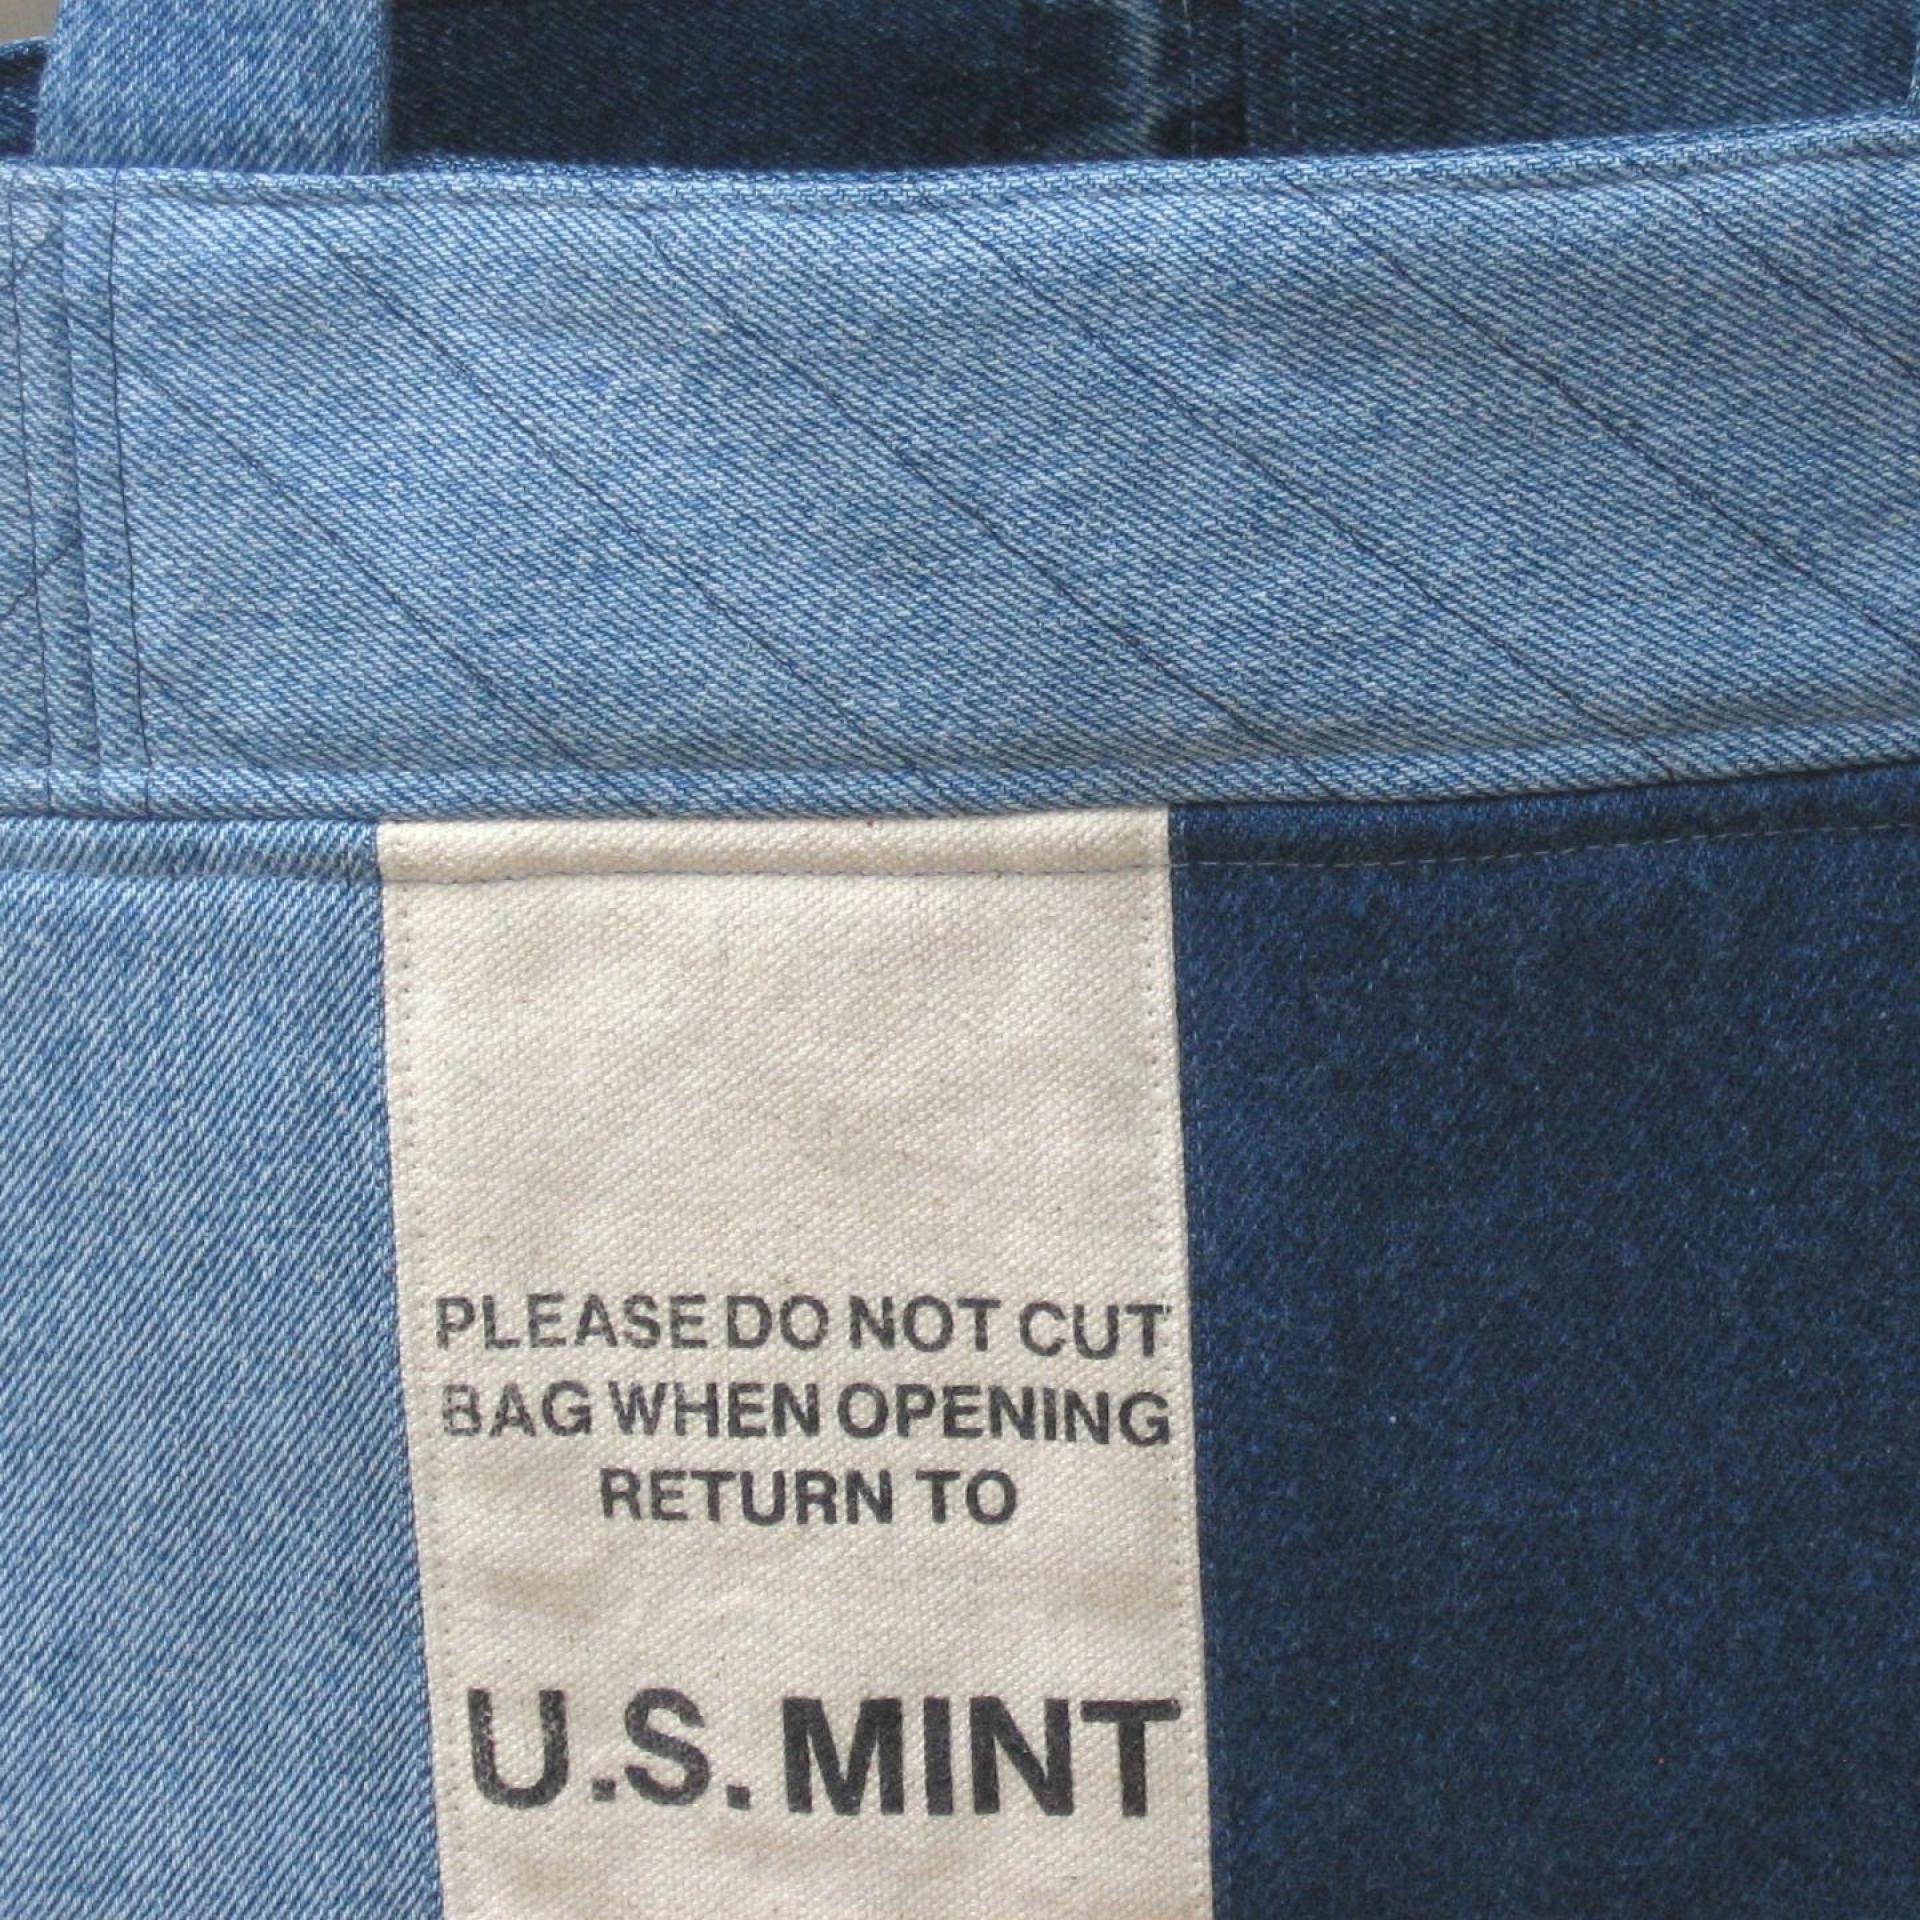 PLEASE DO NOT CUT
BAG WHEN OPENING
RETURN TO
U.S. MINT